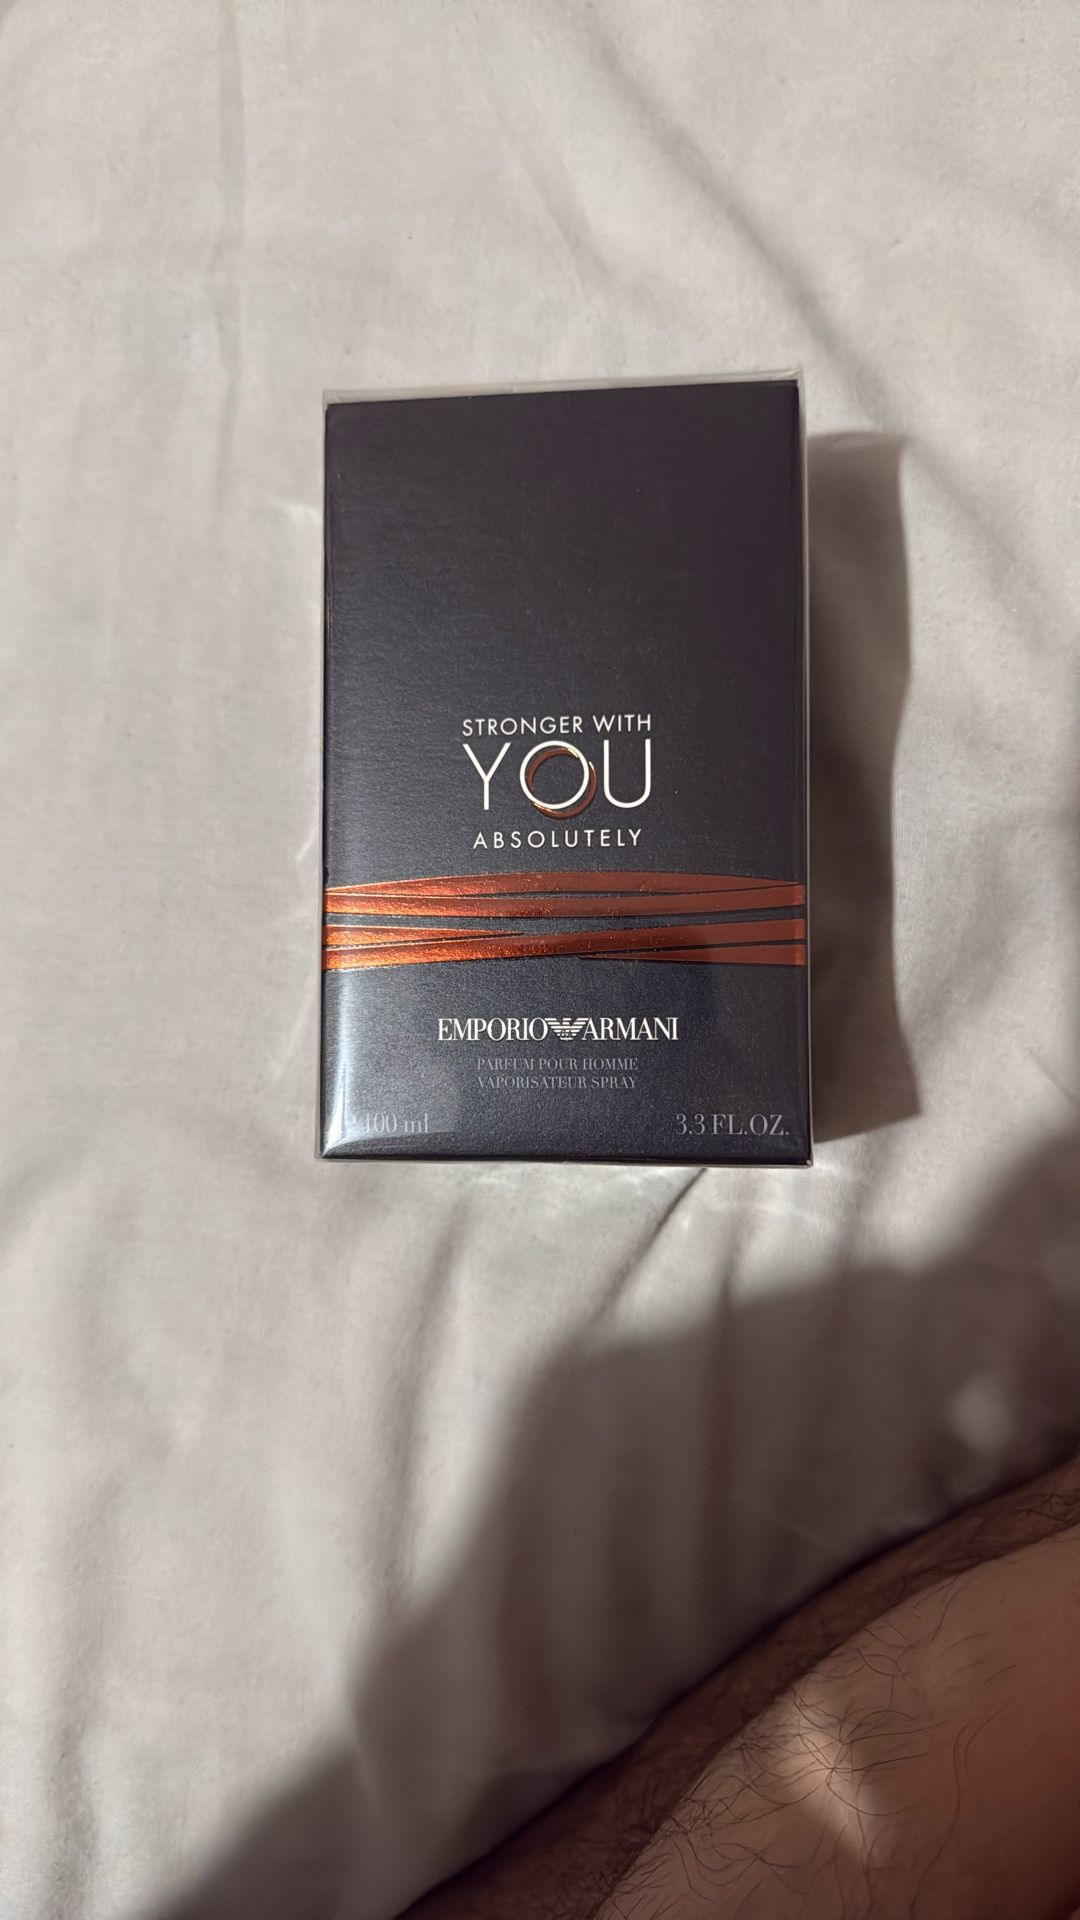 STRONGER WITH
YOU
ABSOLUTELY
EMPORIO ARMANI
PARFUM POUR HOMME
VAPORISATEUR SPRAY
100 ml
3.3 FL.OZ.